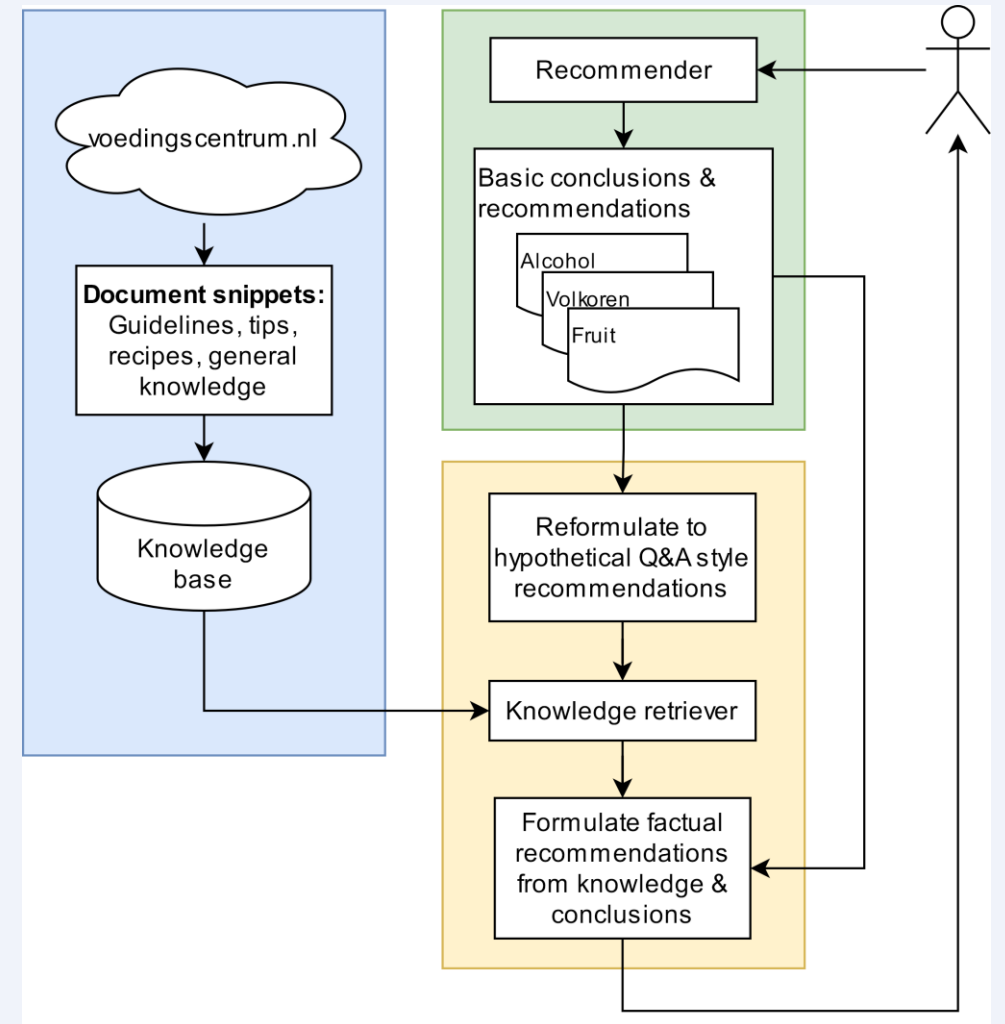 voedingscentrum.nl
Document snippets:
Guidelines, tips,
recipes, general
knowledge
Knowledge
base
Recommender
Basic conclusions &
recommendations
Alcohol
Volkoren
Fruit
Reformulate to
hypothetical Q&A style
recommendations
Knowledge retriever
Formulate factual
recommendations
from knowledge &
conclusions